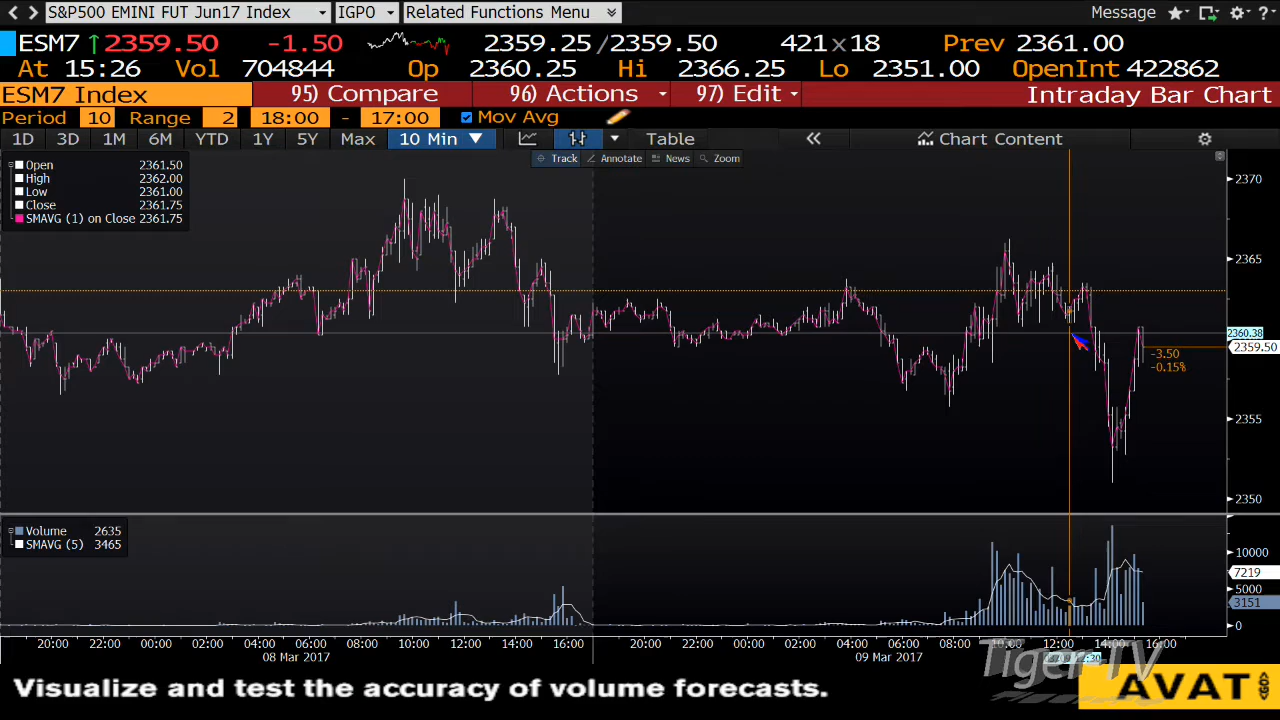 S&P500 EMINI FUT Jun17 Index IGPO Related Functions Menu Message ?
ESM7 ↑2359.50 -1.50 2359.25/2359.50 421x18 Prev 2361.00
At 15:26 Vol 704844 Op 2360.25 Hi 2366.25 Lo 2351.00 OpenInt 422862
ESM7 Index 95) Compare 96) Actions 97) Edit Intraday Bar Chart
Period 10 Range 2 18:00 - 17:00 Mov Avg
1D 3D 1M 6M YTD 1Y 5Y Max 10 Min ▼ Table « Chart Content
Track Annotate News Zoom
Open 2361.50
High 2362.00
Low 2361.00
Close 2361.75
SMAVG (1) on Close 2361.75
2370
2365
2360.38
2359.50
-3.50
-0.15%
2355
2350
Volume 2635
SMAVG (5) 3465
10000
7219
5000
3151
0
20:00 22:00 00:00 02:00 04:00 06:00 08:00 10:00 12:00 14:00 16:00 20:00 22:00 00:00 02:00 04:00 06:00 08:00 10:00 12:00 14:00 16:00
08 Mar 2017 09 Mar 2017
Tiger-TV
Visualize and test the accuracy of volume forecasts.
AVAT
GO